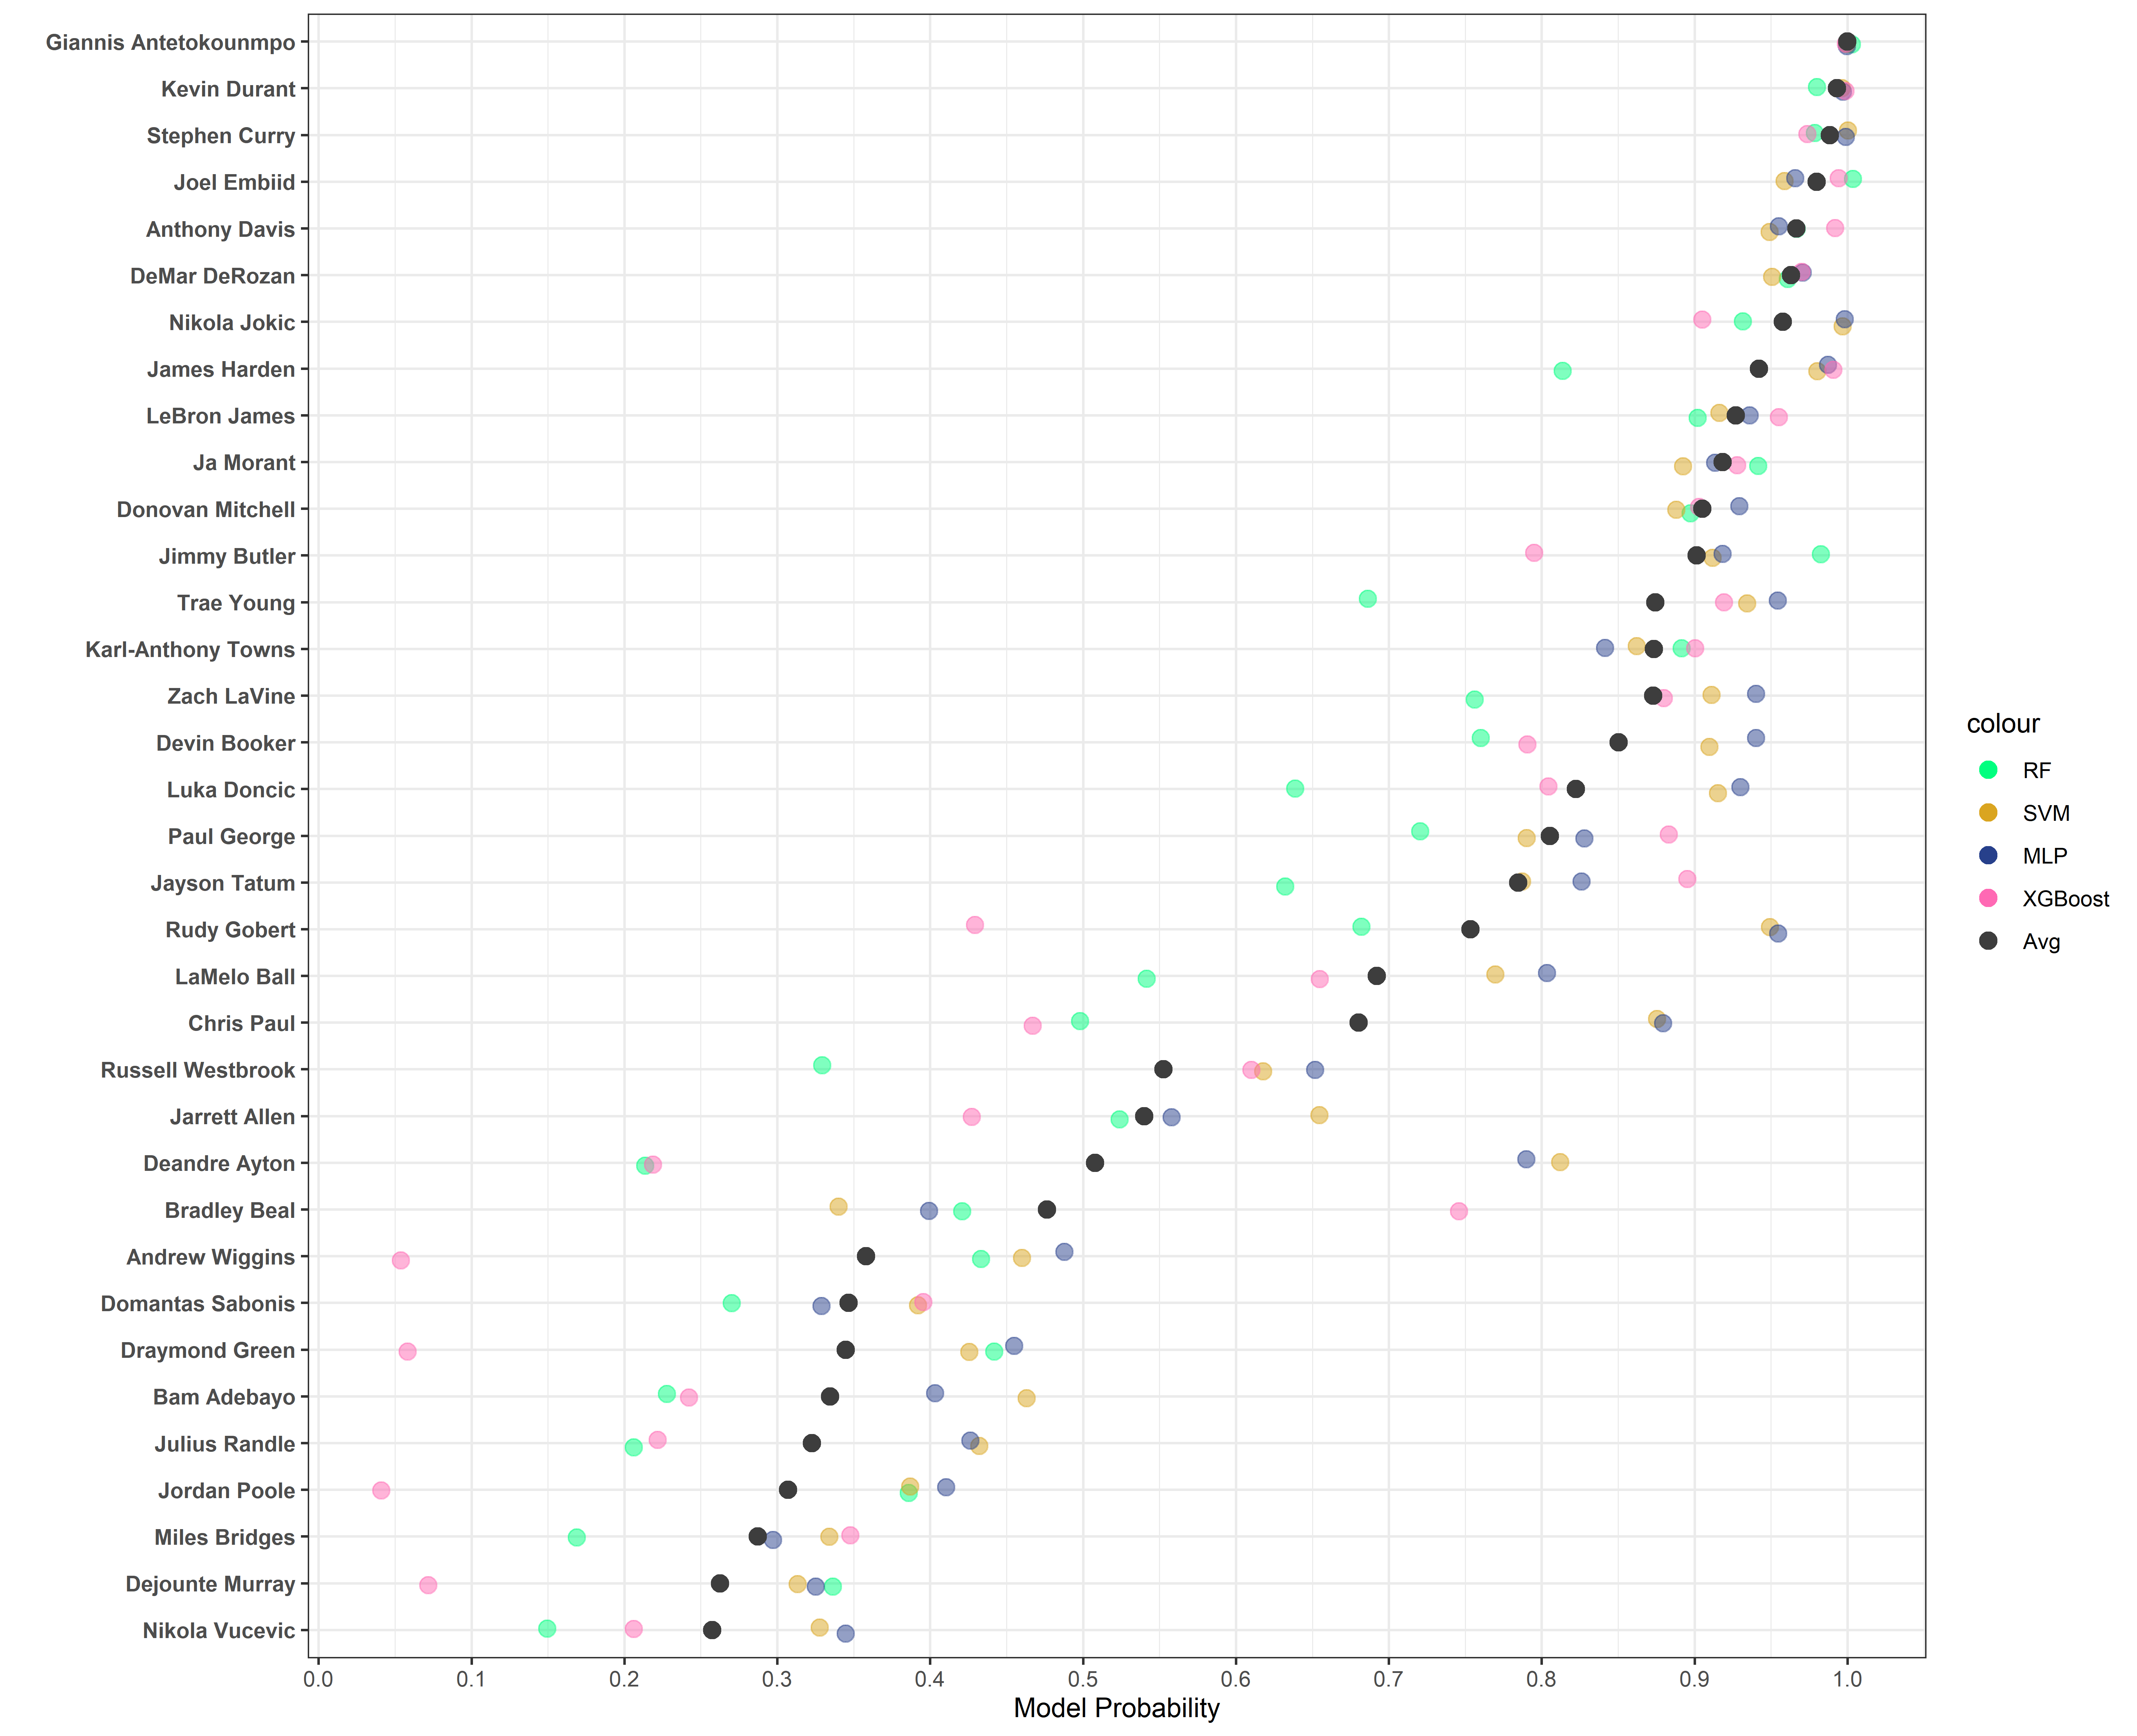 Giannis Antetokounmpo
Kevin Durant
Stephen Curry
Joel Embiid
Anthony Davis
DeMar DeRozan
Nikola Jokic
James Harden
LeBron James
Ja Morant
Donovan Mitchell
Jimmy Butler
Trae Young
Karl-Anthony Towns
Zach LaVine
Devin Booker
Luka Doncic
Paul George
Jayson Tatum
Rudy Gobert
LaMelo Ball
Chris Paul
Russell Westbrook
Jarrett Allen
Deandre Ayton
Bradley Beal
Andrew Wiggins
Domantas Sabonis
Draymond Green
Bam Adebayo
Julius Randle
Jordan Poole
Miles Bridges
Dejounte Murray
Nikola Vucevic
0.0 0.1 0.2 0.3 0.4 0.5 0.6 0.7 0.8 0.9 1.0
Model Probability
colour
RF
SVM
MLP
XGBoost
Avg